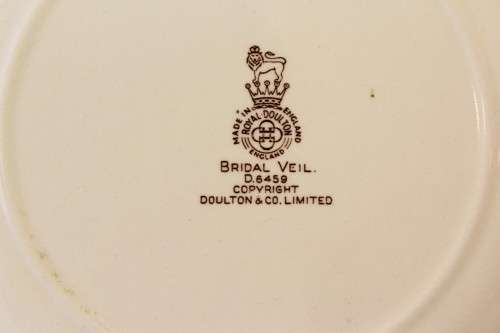 MADE IN ENGLAND
ROYAL·DOULTON
ENGLAND
BRIDAL VEIL.
D.6459
COPYRIGHT
DOULTON & CO. LIMITED